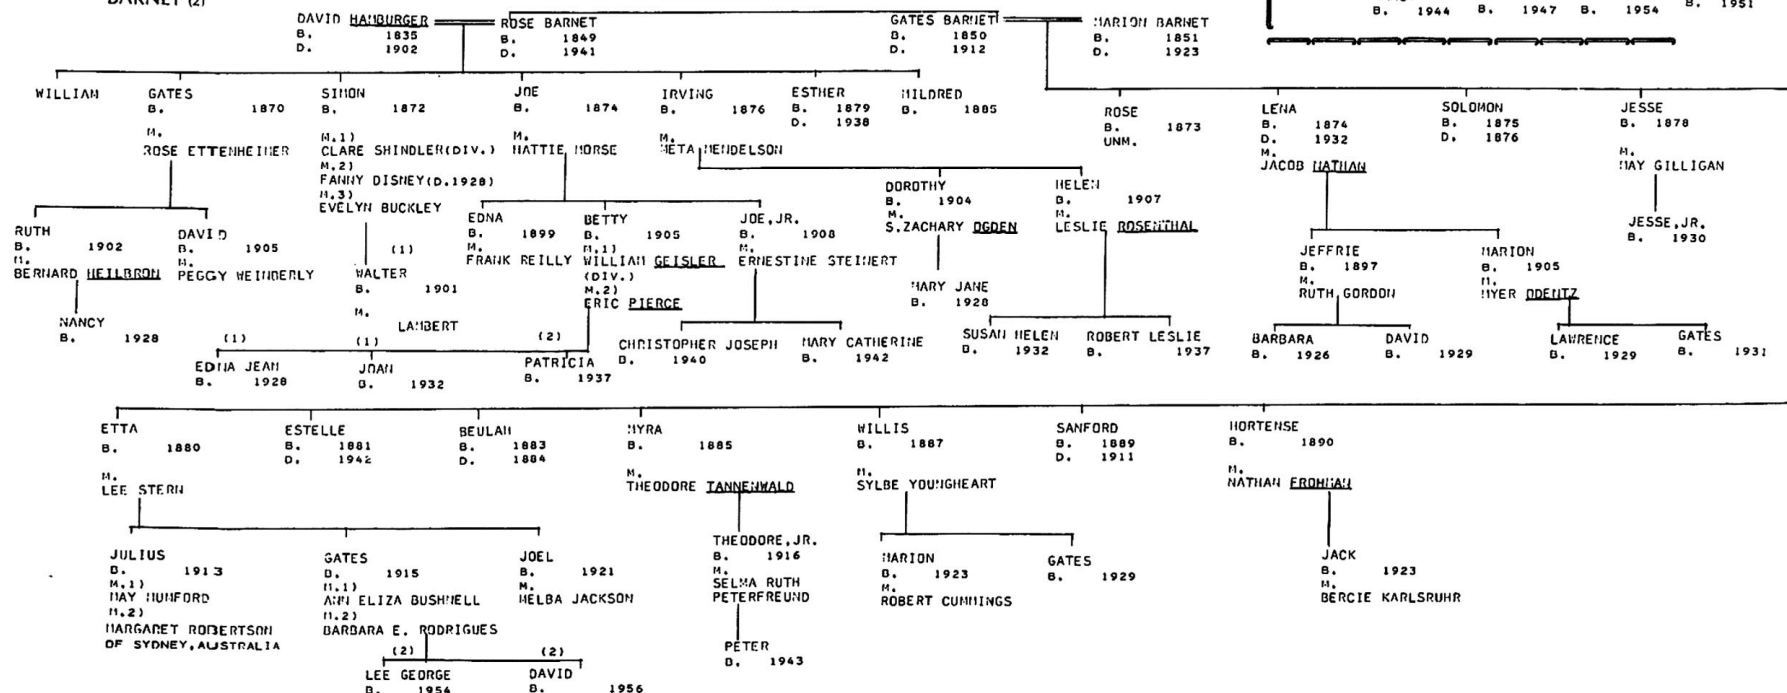 BARNET (2)
B. 1944 B. 1947 B. 1954 B. 1951
DAVID HAMBURGER ROSE BARNET GATES BARNET MARION BARNET
B. 1835 B. 1849 B. 1850 B. 1851
D. 1902 D. 1941 D. 1912 D. 1923
WILLIAM GATES SIMON JOE IRVING ESTHER MILDRED
B. 1870 B. 1872 B. 1874 B. 1876 B. 1879 B. 1885
D. 1938
M. M.1) M. M.
ROSE ETTENHEIMER CLARE SHINDLER(DIV.) HATTIE MORSE META MENDELSON
M.2)
FANNY DISNEY(D.1928)
M.3)
EVELYN BUCKLEY
ROSE LENA SOLOMON JESSE
B. 1873 B. 1874 B. 1875 B. 1878
UNM. D. 1932 D. 1876
M. M.
JACOB NATHAN MAY GILLIGAN
RUTH DAVID (1)
B. 1902 B. 1905
M. M.
BERNARD HEILBRON PEGGY WEINDERLY
WALTER
B. 1901
M.
LAMBERT
EDNA BETTY JOE,JR.
B. 1899 B. 1905 B. 1908
M. M.1) M.
FRANK REILLY WILLIAM GEISLER ERNESTINE STEINERT
(DIV.)
M.2)
ERIC PIERCE
DOROTHY HELEN
B. 1904 B. 1907
M. M.
S.ZACHARY OGDEN LESLIE ROSENTHAL
JEFFRIE MARION JESSE,JR.
B. 1897 B. 1905 B. 1930
M. M.
RUTH GORDON MYER ODENTZ
NANCY
B. 1928
(1) (1) (2)
EDNA JEAN JOAN PATRICIA
B. 1928 B. 1932 B. 1937
CHRISTOPHER JOSEPH MARY CATHERINE
B. 1940 B. 1942
MARY JANE
B. 1928
SUSAN HELEN ROBERT LESLIE
B. 1932 B. 1937
BARBARA DAVID LAWRENCE GATES
B. 1926 B. 1929 B. 1929 B. 1931
ETTA ESTELLE BEULAH MYRA WILLIS SANFORD HORTENSE
B. 1880 B. 1881 B. 1883 B. 1885 B. 1887 B. 1889 B. 1890
D. 1942 D. 1884 D. 1911
M. M. M. M.
LEE STERN THEODORE TANNENWALD SYLBE YOUNGHEART NATHAN FROHMAN
JULIUS GATES JOEL
B. 1913 B. 1915 B. 1921
M.1) M.1) M.
MAY MUMFORD ANN ELIZA BUSHNELL MELBA JACKSON
M.2) M.2)
MARGARET ROBERTSON BARBARA E. RODRIGUES
OF SYDNEY,AUSTRALIA
(2) (2)
LEE GEORGE DAVID
B. 1954 B. 1956
THEODORE,JR.
B. 1916
M.
SELMA RUTH
PETERFREUND
PETER
B. 1943
MARION GATES
B. 1923 B. 1929
M.
ROBERT CUMMINGS
JACK
B. 1923
M.
BERCIE KARLSRUHR